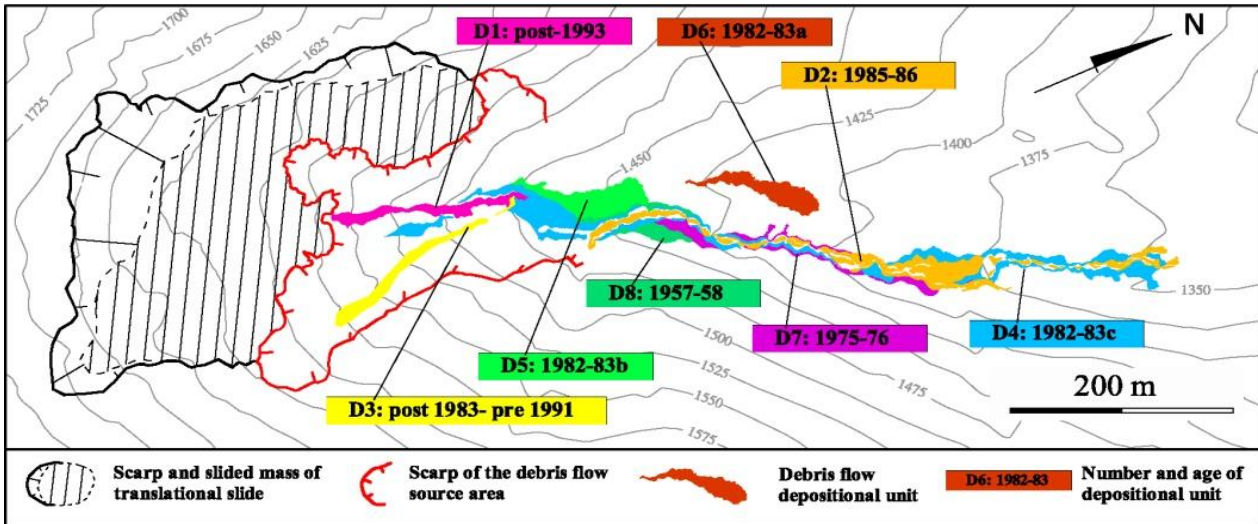 1700
1675
1650
1625
1725
D1: post-1993
D6: 1982-83a
N
D2: 1985-86
1425
1400
1375
1.450
D8: 1957-58
1350
D7: 1975-76
D4: 1982-83c
D5: 1982-83b
1500
1525
1475
1550
1575
D3: post 1983- pre 1991
200 m
Scarp and slided mass of
translational slide
Scarp of the debris flow
source area
Debris flow
depositional unit
D6: 1982-83
Number and age of
depositional unit